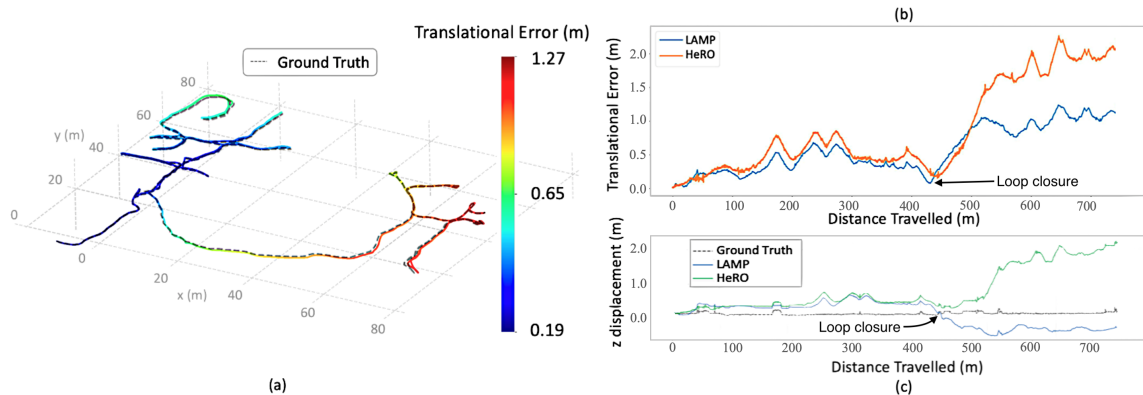 Translational Error (m)
1.27
0.65
0.19
Ground Truth
80
60
y (m)
40
20
0
0
20
x (m)
40
60
80
(a)
(b)
LAMP
HeRO
Translational Error (m)
2.0
1.5
1.0
0.5
0.0
Loop closure
0 100 200 300 400 500 600 700
Distance Travelled (m)
z displacement (m)
2.0
1.0
0.0
Ground Truth
LAMP
HeRO
Loop closure
0 100 200 300 400 500 600 700
Distance Travelled (m)
(c)